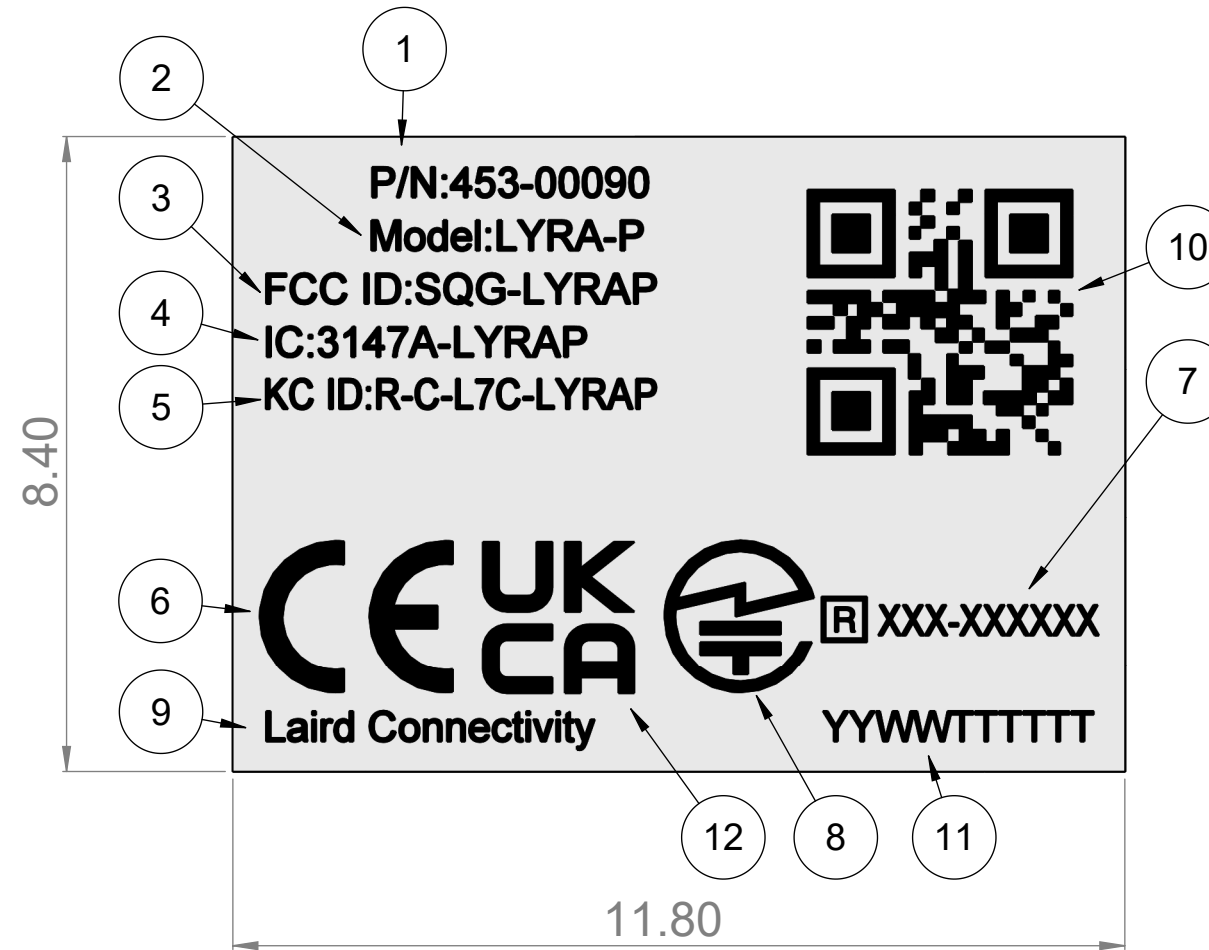 1
2
3
4
5
6
9
10
7
12
8
11
P/N:453-00090
Model:LYRA-P
FCC ID:SQG-LYRAP
IC:3147A-LYRAP
KC ID:R-C-L7C-LYRAP
CE UK
CA
R XXX-XXXXXX
Laird Connectivity
YYWWTTTTTT
8.40
11.80